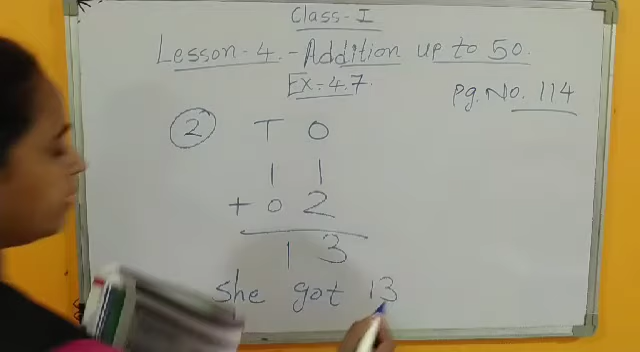 Class-I
Lesson-4.-Addition up to 50.
Ex-4.7.
Pg. No. 114
2 T O
1 1
+ 0 2
1 3
She got 13